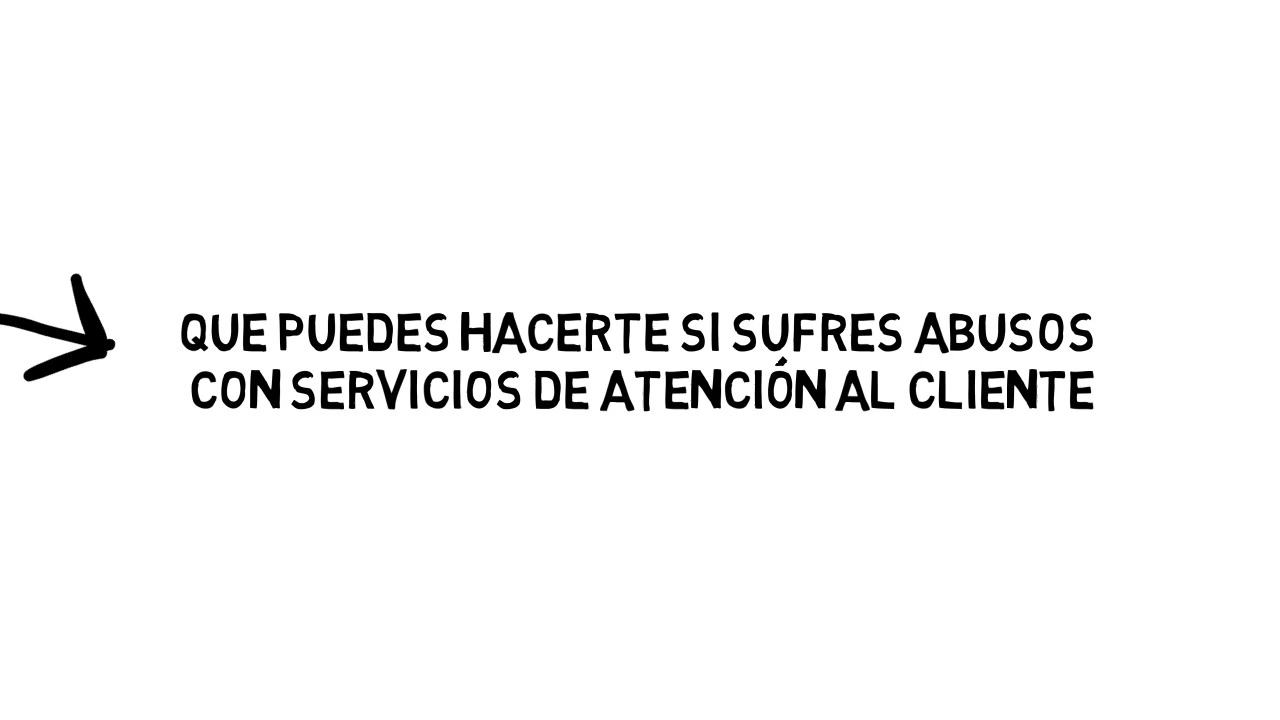 QUE PUEDES HACERTE SI SUFRES ABUSOS
CON SERVICIOS DE ATENCIÓN AL CLIENTE